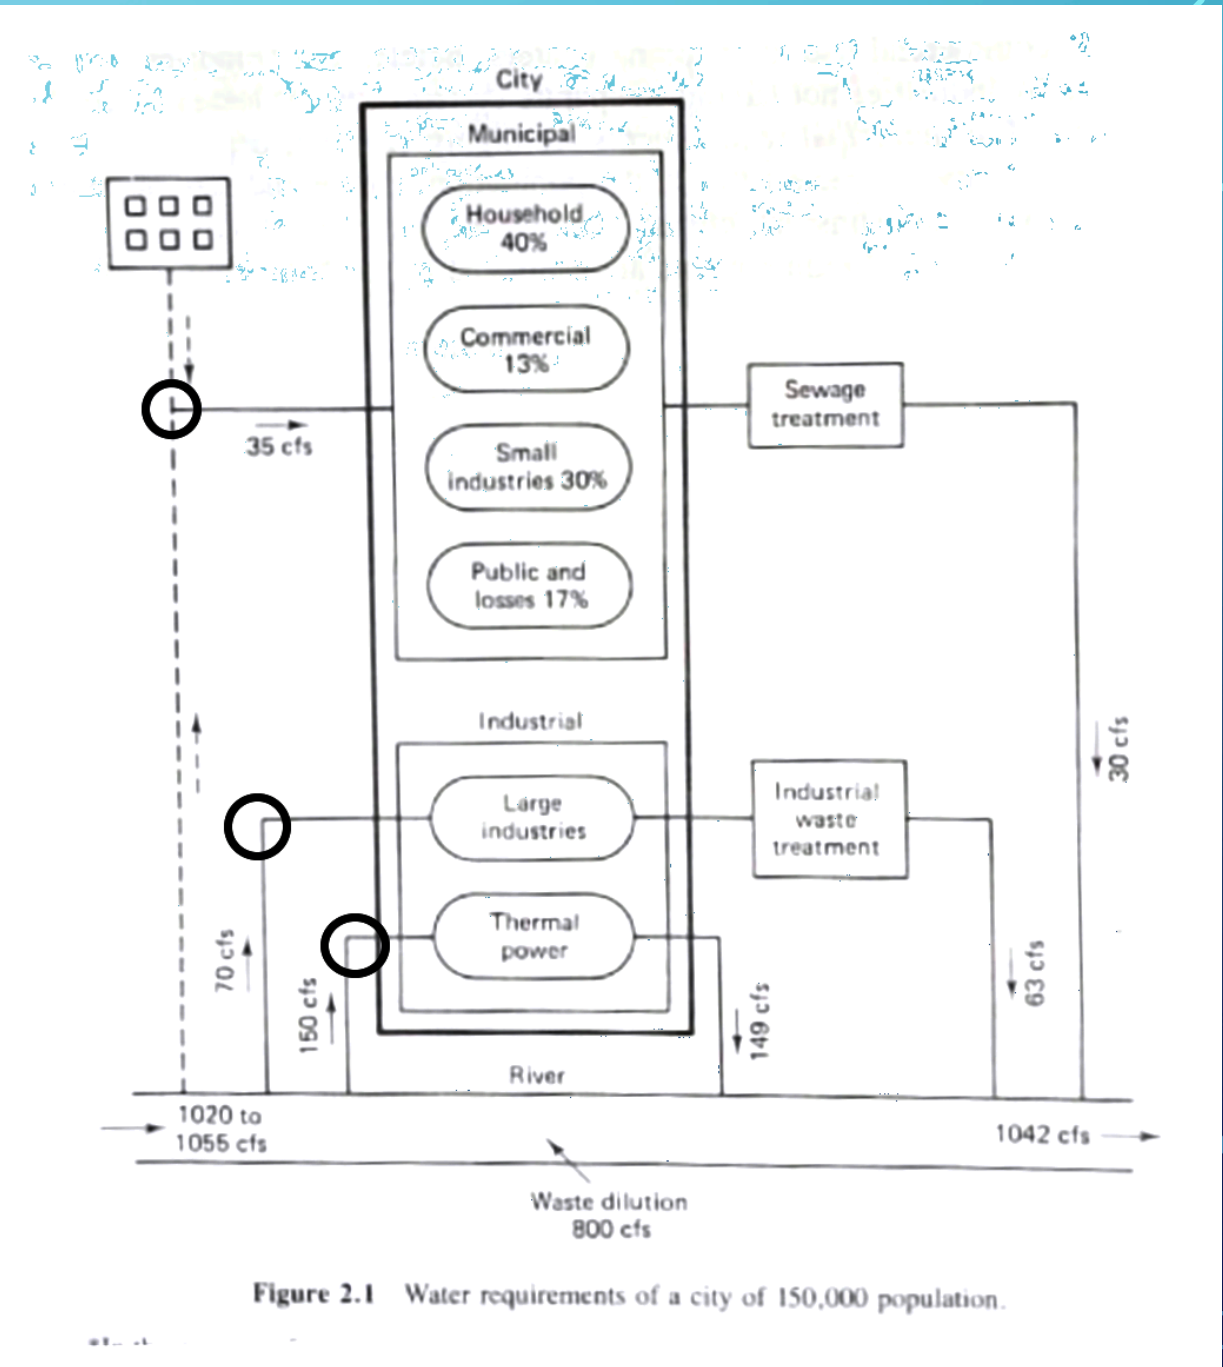 City
Municipal
Household
40%
Commercial
13%
35 cfs
Small
industries 30%
Public and
losses 17%
Sewage
treatment
30 cfs
Industrial
Large
industries
Industrial
waste
treatment
Thermal
power
70 cfs
150 cfs
149 cfs
63 cfs
River
1020 to
1055 cfs
1042 cfs
Waste dilution
800 cfs
Figure 2.1 Water requirements of a city of 150,000 population.